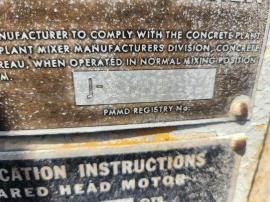 NUFACTURER TO COMPLY WITH THE CONCRETE PLANT
PLANT MIXER MANUFACTURERS DIVISION, CONCRETE
REAU, WHEN OPERATED IN NORMAL MIXING POSITION
M.
1-
PMMD REGISTRY No.
CATION INSTRUCTIONS
ARED HEAD MOTOR